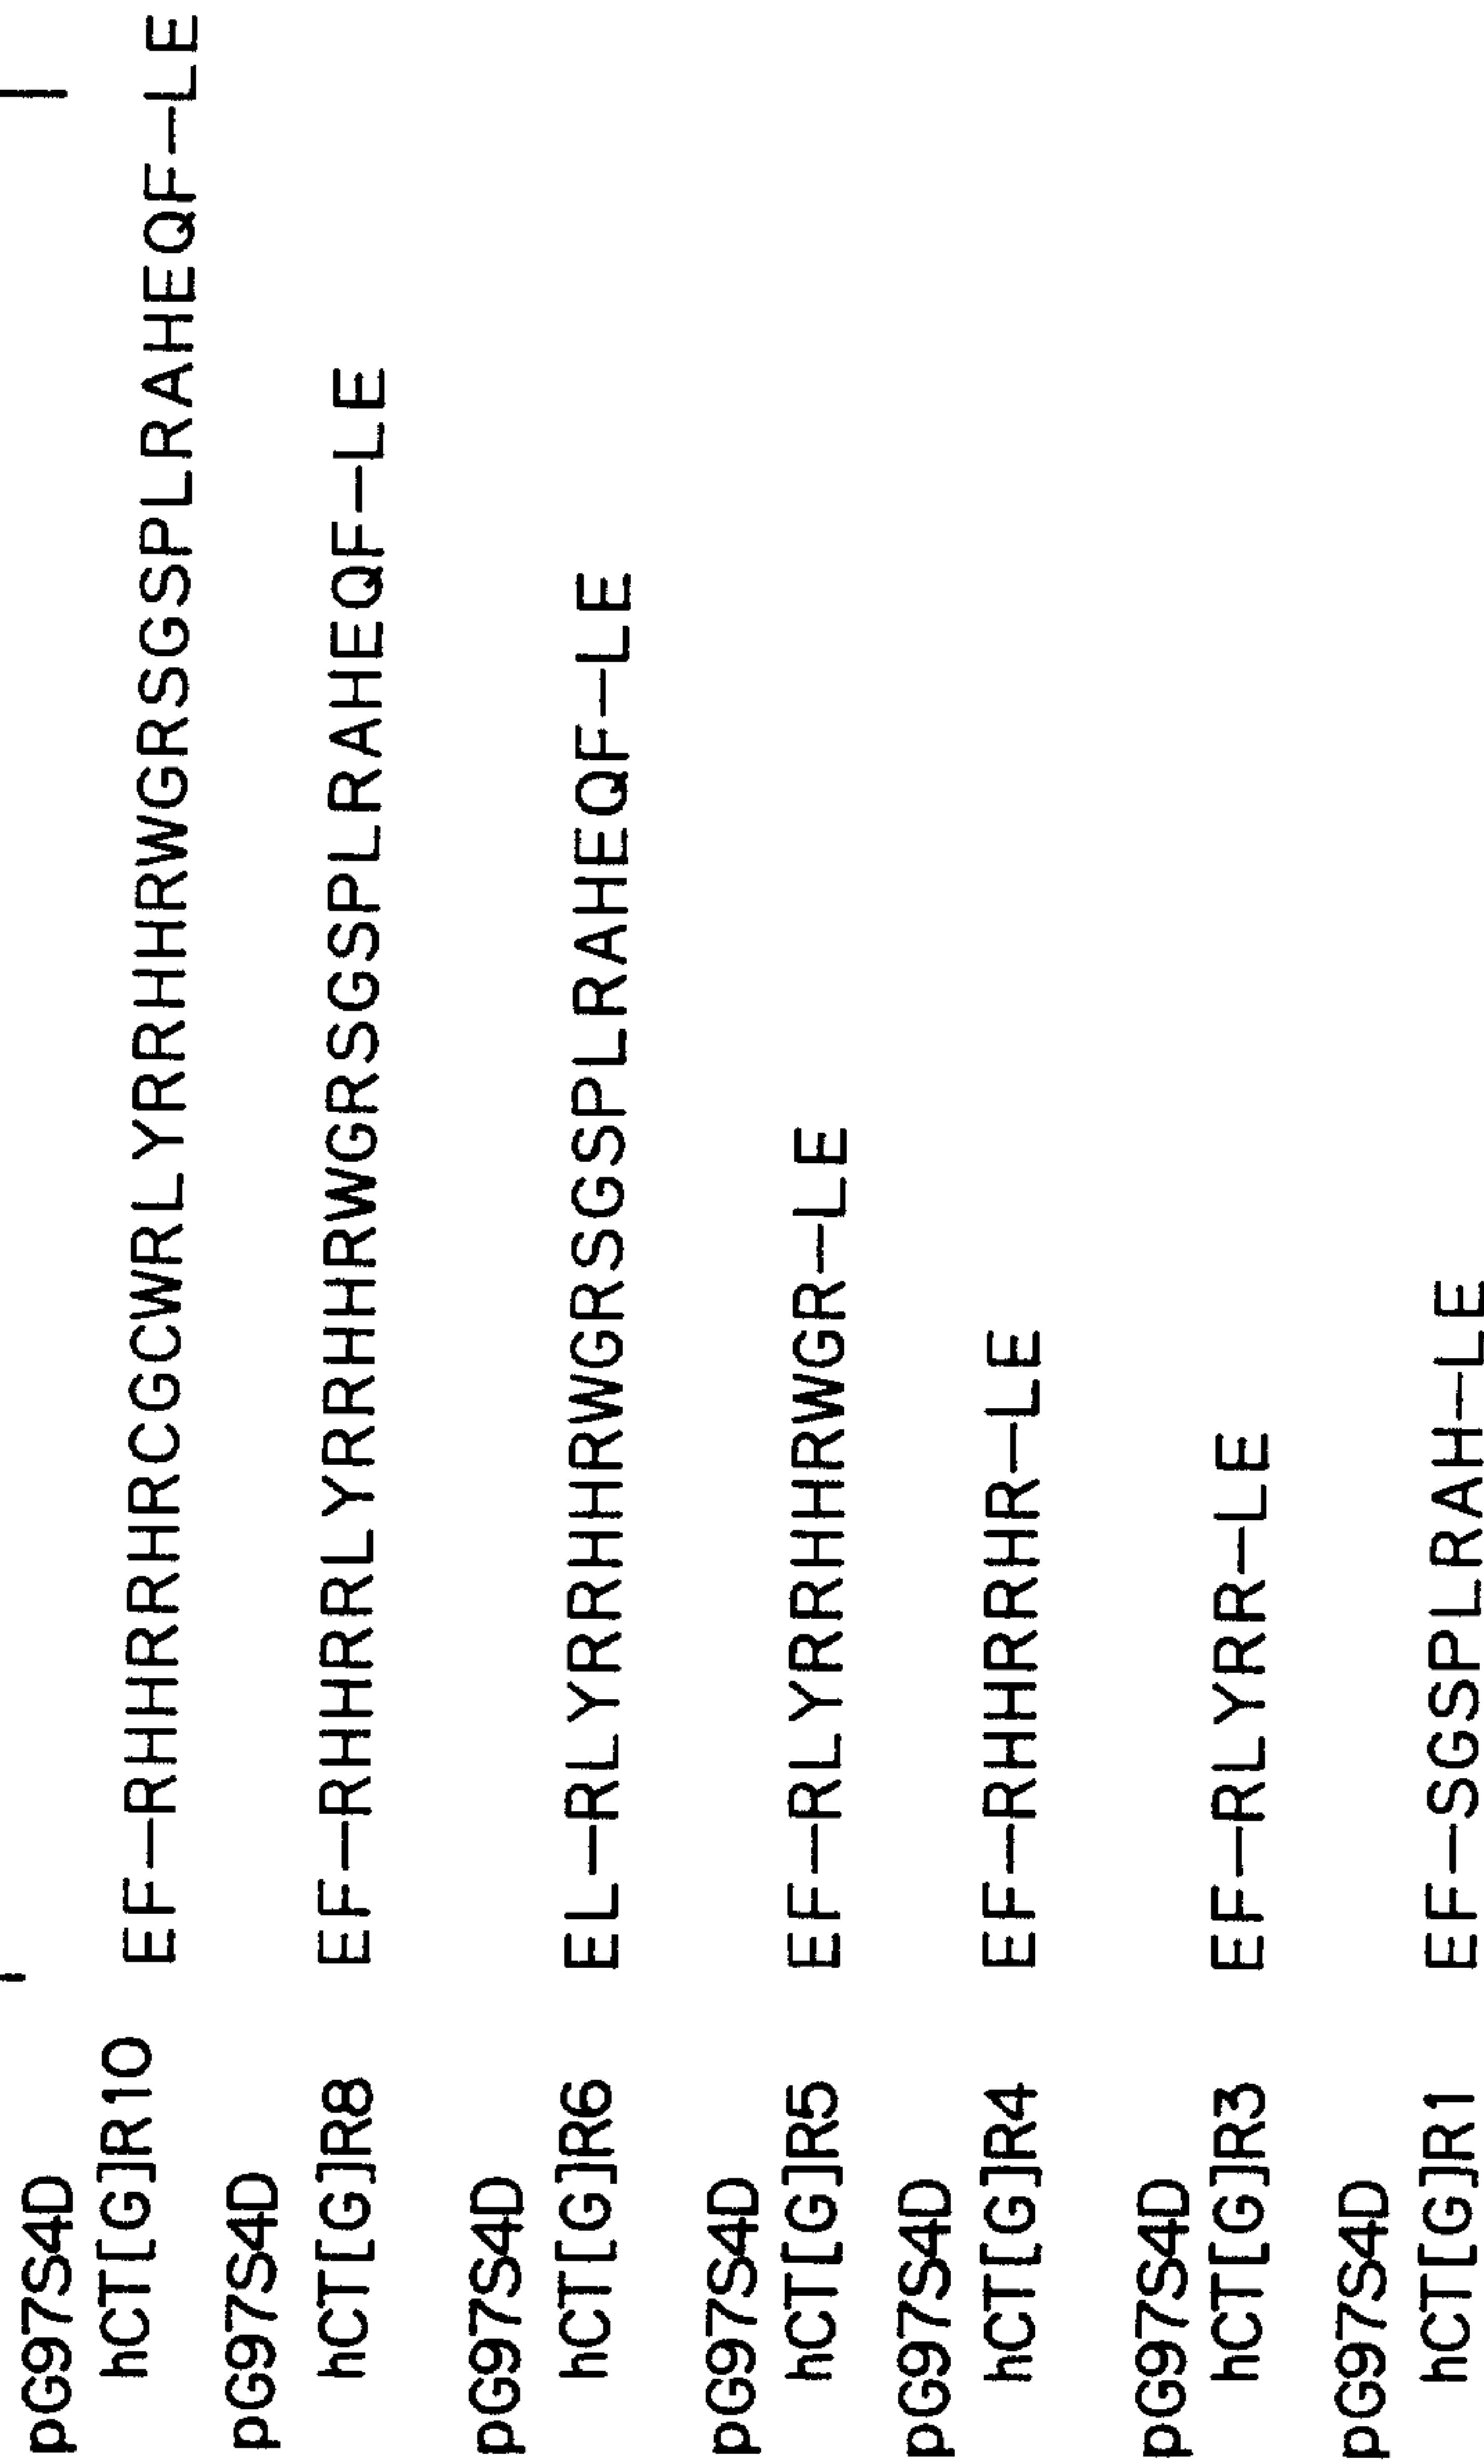 pG97S4D
hCT[G]R10 EF—RHHRRHRCGCWRLYRRHHRWGRSGSPLRAHEQF—LE
pG97S4D
hCT[G]R8 EF—RHHRRLYRRHHRWGRSGSPLRAHEQF—LE
pG97S4D
hCT[G]R6 EL—RLYRRHHRWGRSGSPLRAHEQF—LE
pG97S4D
hCT[G]R5 EF—RLYRRHHRWGR—LE
pG97S4D
hCT[G]R4 EF—RHHRRHR—LE
pG97S4D
hCT[G]R3 EF—RLYRR—LE
pG97S4D
hCT[G]R1 EF—SGSPLRAH—LE